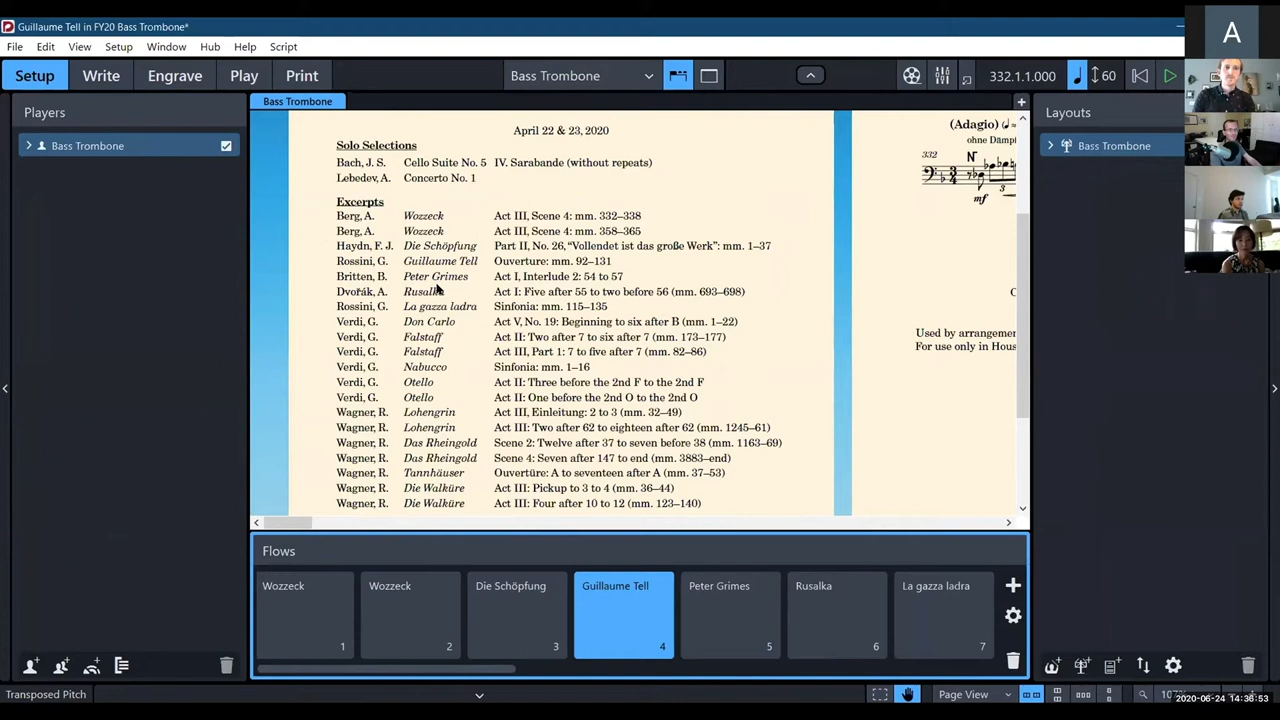 Guillaume Tell in FY20 Bass Trombone*
File Edit View Setup Window Hub Help Script
Setup Write Engrave Play Print Bass Trombone 332.1.1.000 60
A
Players
Bass Trombone
Bass Trombone
April 22 & 23, 2020
Solo Selections
Bach, J. S. Cello Suite No. 5 IV. Sarabande (without repeats)
Lebedev, A. Concerto No. 1
Excerpts
Berg, A. Wozzeck Act III, Scene 4: mm. 332–338
Berg, A. Wozzeck Act III, Scene 4: mm. 358–365
Haydn, F. J. Die Schöpfung Part II, No. 26, “Vollendet ist das große Werk”: mm. 1–37
Rossini, G. Guillaume Tell Ouverture: mm. 92–131
Britten, B. Peter Grimes Act I, Interlude 2: 54 to 57
Dvořák, A. Rusalka Act I: Five after 55 to two before 56 (mm. 693–698)
Rossini, G. La gazza ladra Sinfonia: mm. 115–135
Verdi, G. Don Carlo Act V, No. 19: Beginning to six after B (mm. 1–22)
Verdi, G. Falstaff Act II: Two after 7 to six after 7 (mm. 173–177)
Verdi, G. Falstaff Act III, Part 1: 7 to five after 7 (mm. 82–86)
Verdi, G. Nabucco Sinfonia: mm. 1–16
Verdi, G. Otello Act II: Three before the 2nd F to the 2nd F
Verdi, G. Otello Act II: One before the 2nd O to the 2nd O
Wagner, R. Lohengrin Act III, Einleitung: 2 to 3 (mm. 32–49)
Wagner, R. Lohengrin Act III: Two after 62 to eighteen after 62 (mm. 1245–61)
Wagner, R. Das Rheingold Scene 2: Twelve after 37 to seven before 38 (mm. 1163–69)
Wagner, R. Das Rheingold Scene 4: Seven after 147 to end (mm. 3883–end)
Wagner, R. Tannhäuser Ouvertüre: A to seventeen after A (mm. 37–53)
Wagner, R. Die Walküre Act III: Pickup to 3 to 4 (mm. 36–44)
Wagner, R. Die Walküre Act III: Four after 10 to 12 (mm. 123–140)
(Adagio)
ohne Dämpf
332
N
3
mf
Used by arrangemen
For use only in Hous
Layouts
Bass Trombone
Flows
Wozzeck Wozzeck Die Schöpfung Guillaume Tell Peter Grimes Rusalka La gazza ladra
1 2 3 4 5 6 7
Transposed Pitch Page View
2020-06-24 14:36:53